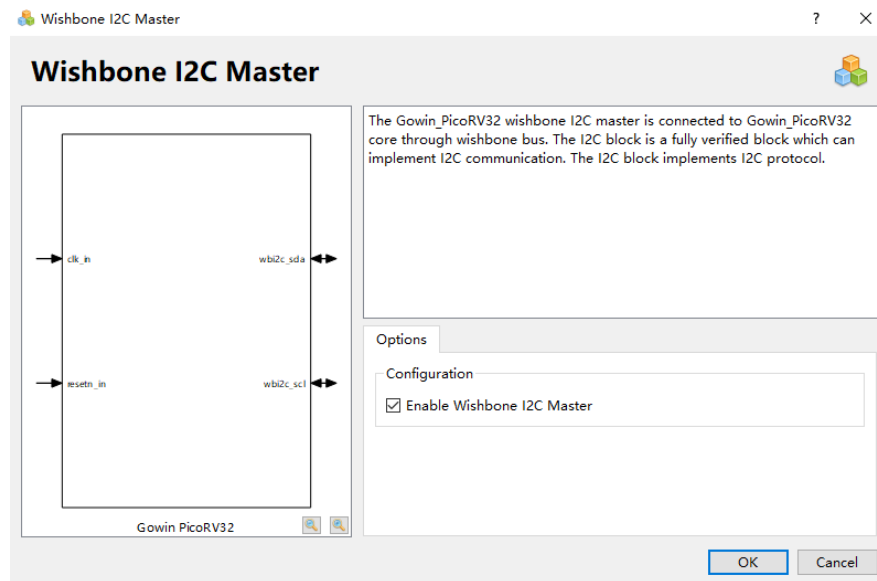 Wishbone I2C Master
?
Wishbone I2C Master
clk_in
wbi2c_sda
resetn_in
wbi2c_scl
Gowin PicoRV32
The Gowin_PicoRV32 wishbone I2C master is connected to Gowin_PicoRV32
core through wishbone bus. The I2C block is a fully verified block which can
implement I2C communication. The I2C block implements I2C protocol.
Options
Configuration
Enable Wishbone I2C Master
OK
Cancel